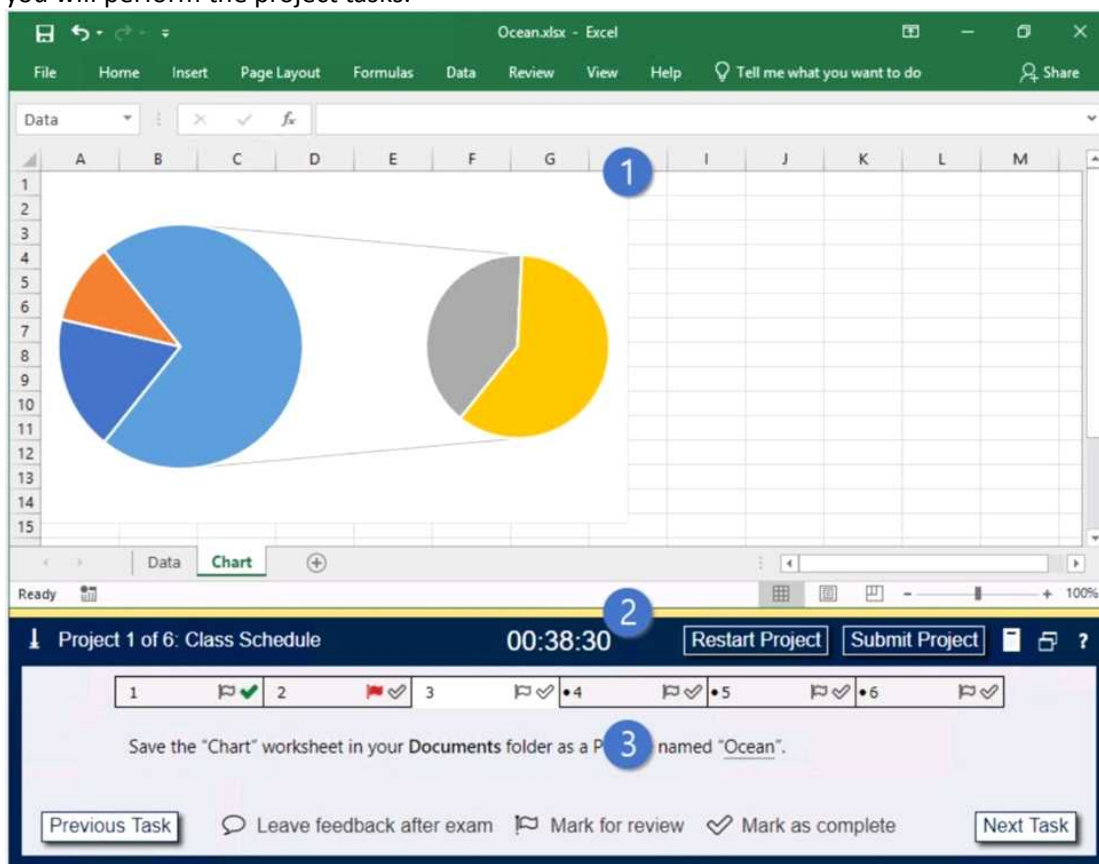 you will perform the project tasks.
Ocean.xlsx - Excel
File Home Insert Page Layout Formulas Data Review View Help Tell me what you want to do Share
Data fx
A B C D E F G I J K L M
1
1
2
3
4
5
6
7
8
9
10
11
12
13
14
15
Data Chart
Ready 100%
2
Project 1 of 6: Class Schedule 00:38:30 Restart Project Submit Project ?
1 2 3 •4 •5 •6
Save the "Chart" worksheet in your Documents folder as a P 3 named "Ocean".
Previous Task Leave feedback after exam Mark for review Mark as complete Next Task